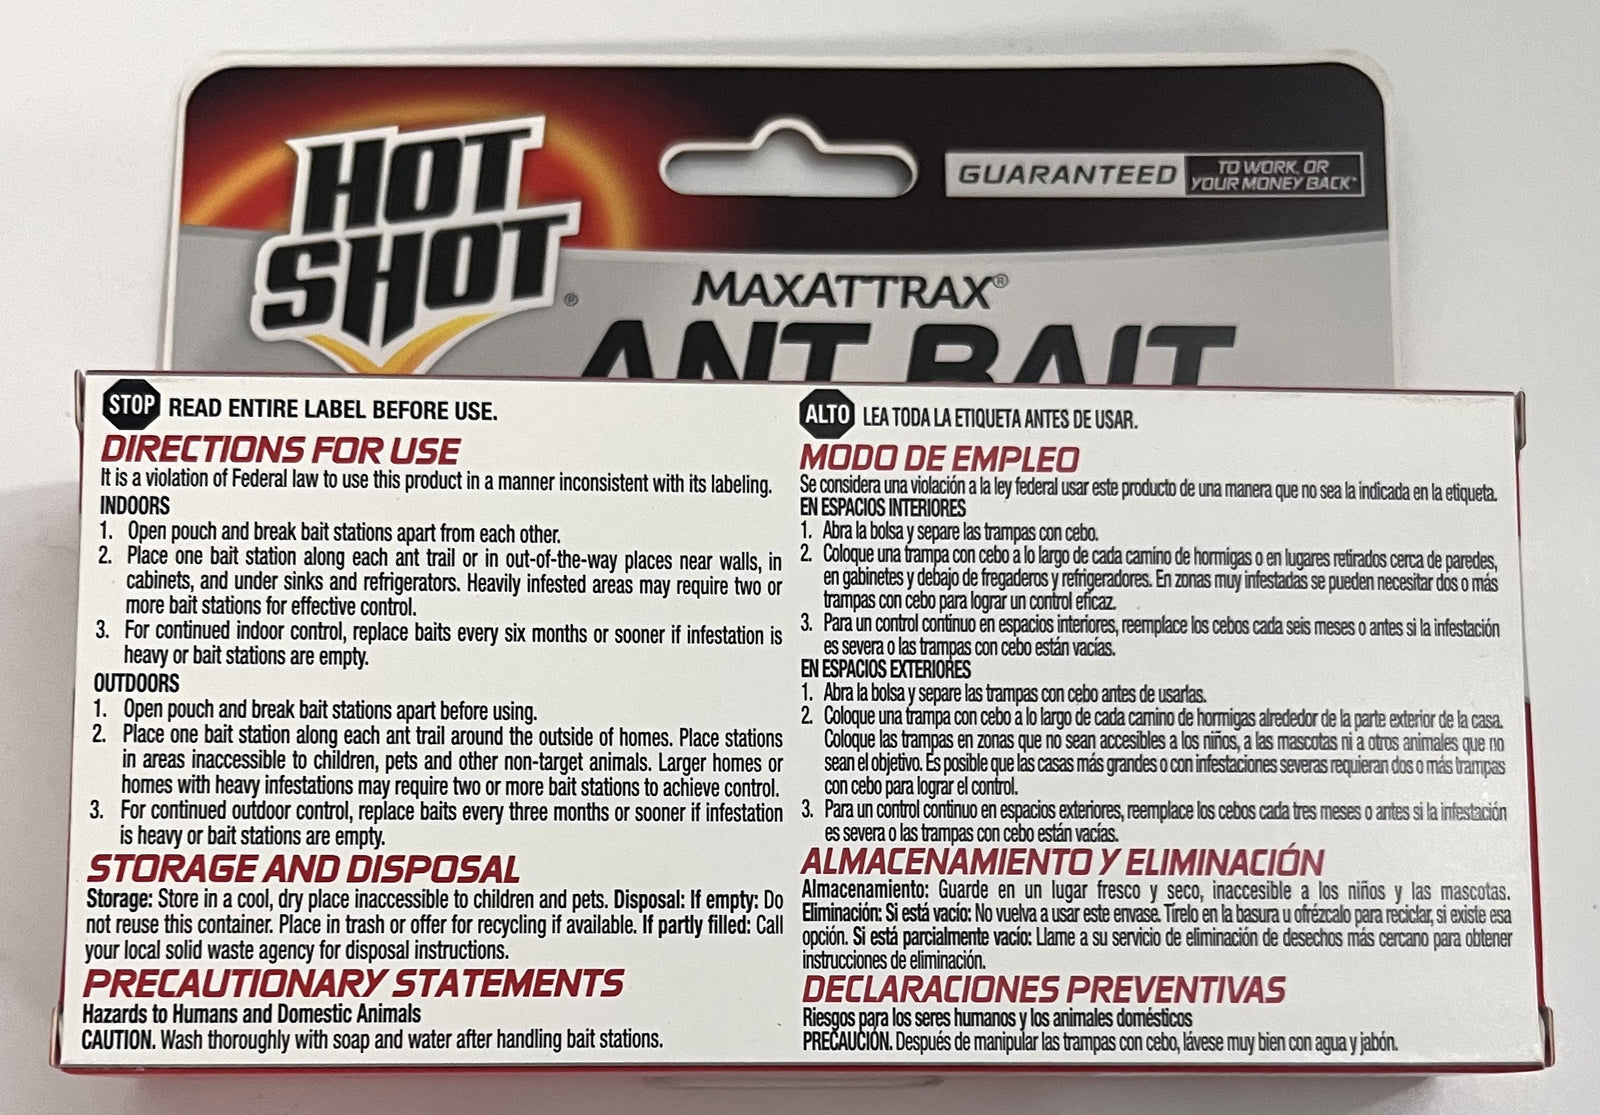 HOT
SHOT®
GUARANTEED TO WORK OR
YOUR MONEY BACK*
MAXATTRAX®
ANT BAIT
STOP READ ENTIRE LABEL BEFORE USE.
DIRECTIONS FOR USE
It is a violation of Federal law to use this product in a manner inconsistent with its labeling.
INDOORS
1. Open pouch and break bait stations apart from each other.
2. Place one bait station along each ant trail or in out-of-the-way places near walls, in
cabinets, and under sinks and refrigerators. Heavily infested areas may require two or
more bait stations for effective control.
3. For continued indoor control, replace baits every six months or sooner if infestation is
heavy or bait stations are empty.
OUTDOORS
1. Open pouch and break bait stations apart before using.
2. Place one bait station along each ant trail around the outside of homes. Place stations
in areas inaccessible to children, pets and other non-target animals. Larger homes or
homes with heavy infestations may require two or more bait stations to achieve control.
3. For continued outdoor control, replace baits every three months or sooner if infestation
is heavy or bait stations are empty.
STORAGE AND DISPOSAL
Storage: Store in a cool, dry place inaccessible to children and pets. Disposal: If empty: Do
not reuse this container. Place in trash or offer for recycling if available. If partly filled: Call
your local solid waste agency for disposal instructions.
PRECAUTIONARY STATEMENTS
Hazards to Humans and Domestic Animals
CAUTION. Wash thoroughly with soap and water after handling bait stations.
ALTO LEA TODA LA ETIQUETA ANTES DE USAR.
MODO DE EMPLEO
Se considera una violación a la ley federal usar este producto de una manera que no sea la indicada en la etiqueta.
EN ESPACIOS INTERIORES
1. Abra la bolsa y separe las trampas con cebo.
2. Coloque una trampa con cebo a lo largo de cada camino de hormigas o en lugares retirados cerca de paredes,
en gabinetes y debajo de fregaderos y refrigeradores. En zonas muy infestadas se pueden necesitar dos o más
trampas con cebo para lograr un control eficaz.
3. Para un control continuo en espacios interiores, reemplace los cebos cada seis meses o antes si la infestación
es severa o las trampas con cebo están vacías.
EN ESPACIOS EXTERIORES
1. Abra la bolsa y separe las trampas con cebo antes de usarlas.
2. Coloque una trampa con cebo a lo largo de cada camino de hormigas alrededor de la parte exterior de la casa.
Coloque las trampas en zonas que no sean accesibles a los niños, a las mascotas ni a otros animales que no
sean el objetivo. Es posible que las casas más grandes o con infestaciones severas requieran dos o más trampas
con cebo para lograr el control.
3. Para un control continuo en espacios exteriores, reemplace los cebos cada tres meses o antes si la infestación
es severa o las trampas con cebo están vacías.
ALMACENAMIENTO Y ELIMINACIÓN
Almacenamiento: Guarde en un lugar fresco y seco, inaccesible a los niños y las mascotas.
Eliminación: Si está vacío: No vuelva a usar este envase. Tírelo en la basura u ofrézcalo para reciclar, si existe esa
opción. Si está parcialmente vacío: Llame a su servicio de eliminación de desechos más cercano para obtener
instrucciones de eliminación.
DECLARACIONES PREVENTIVAS
Riesgos para los seres humanos y los animales domésticos
PRECAUCIÓN. Después de manipular las trampas con cebo, lávese muy bien con agua y jabón.